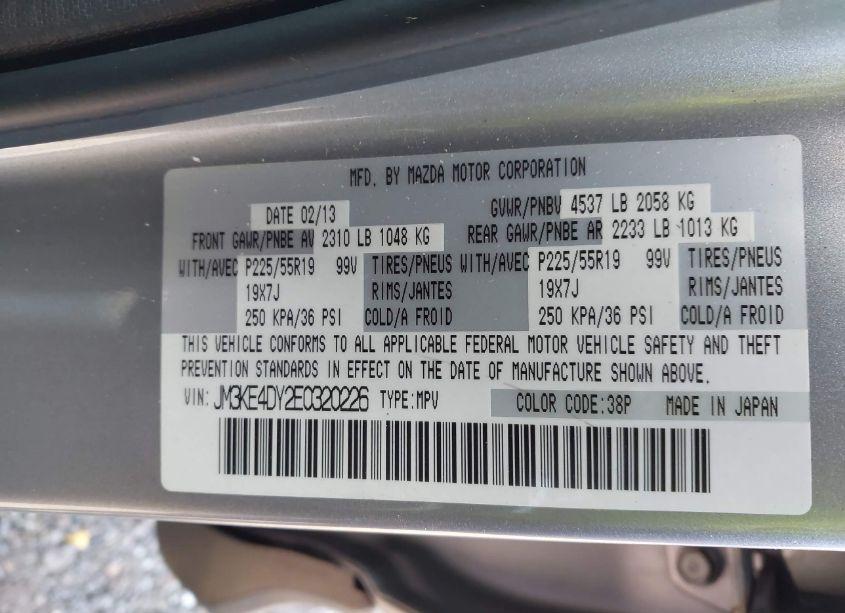 MFD. BY MAZDA MOTOR CORPORATION
DATE 02/13 GVWR/PNBV 4537 LB 2058 KG
FRONT GAWR/PNBE AV 2310 LB 1048 KG REAR GAWR/PNBE AR 2233 LB 1013 KG
WITH/AVEC P225/55R19 99V TIRES/PNEUS WITH/AVEC P225/55R19 99V TIRES/PNEUS
19X7J RIMS/JANTES 19X7J RIMS/JANTES
250 KPA/36 PSI COLD/A FROID 250 KPA/36 PSI COLD/A FROID
THIS VEHICLE CONFORMS TO ALL APPLICABLE FEDERAL MOTOR VEHICLE SAFETY AND THEFT
PREVENTION STANDARDS IN EFFECT ON THE DATE OF MANUFACTURE SHOWN ABOVE.
VIN: JM3KE4DY2E0320226 TYPE:MPV COLOR CODE:38P MADE IN JAPAN